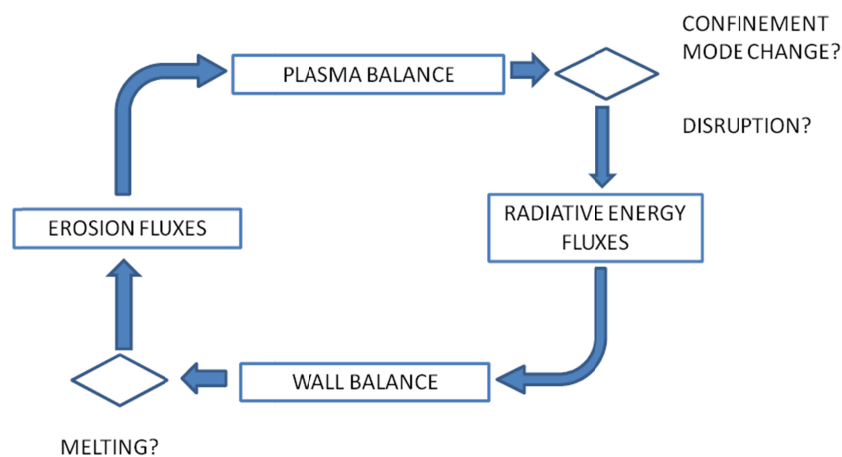 CONFINEMENT
MODE CHANGE?
PLASMA BALANCE
DISRUPTION?
RADIATIVE ENERGY
FLUXES
EROSION FLUXES
WALL BALANCE
MELTING?